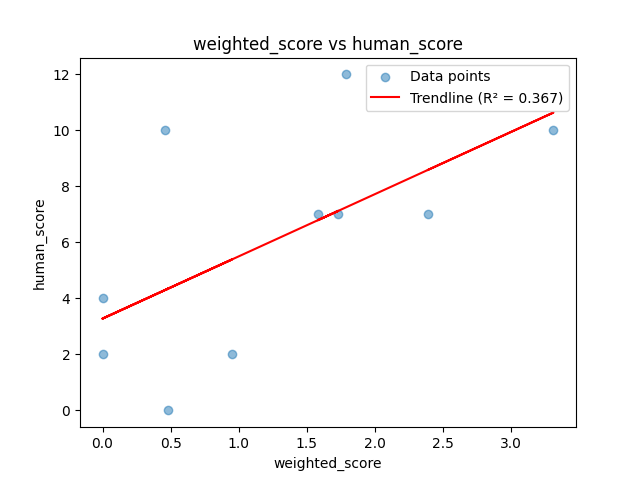 weighted_score vs human_score
Data points
Trendline (R² = 0.367)
human_score
12
10
8
6
4
2
0
0.0 0.5 1.0 1.5 2.0 2.5 3.0
weighted_score